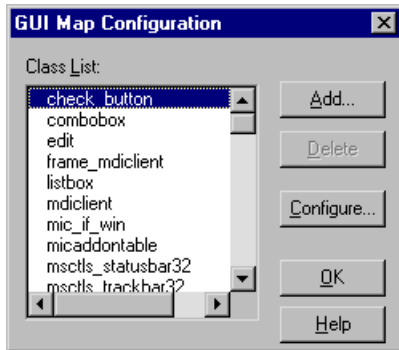 GUI Map Configuration
Class List:
check_button
combobox
edit
frame_mdiclient
listbox
mdiclient
mic_if_win
micaddontable
msctls_statusbar32
msctls_trackbar32
Add...
Delete
Configure...
OK
Help